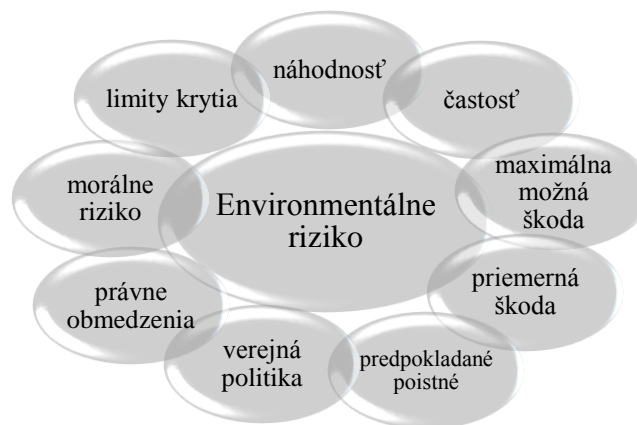 náhodnosť
častosť
maximálna
možná
škoda
priemerná
škoda
predpokladané
poistné
verejná
politika
právne
obmedzenia
morálne
riziko
limity krytia
Environmentálne
riziko